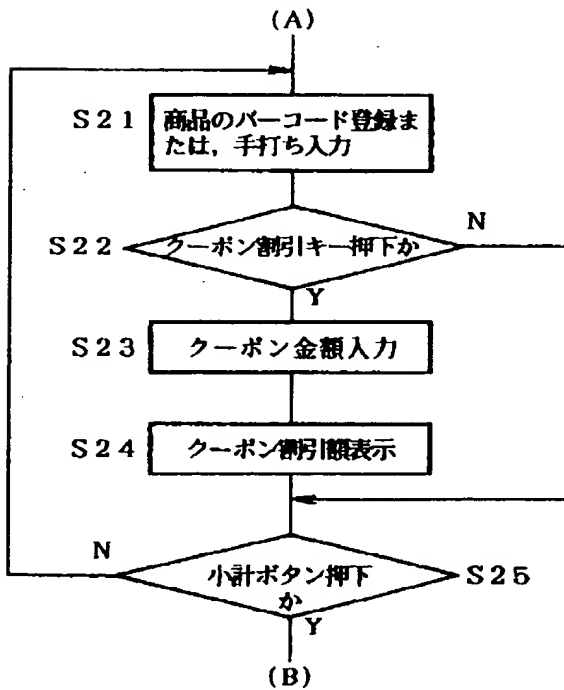 (A)
S21
商品のバーコード登録ま
たは，手打ち入力
N
S22
クーポン割引キー押下か
Y
S23
クーポン金額入力
S24
クーポン割引額表示
N
小計ボタン押下
か
S25
Y
(B)